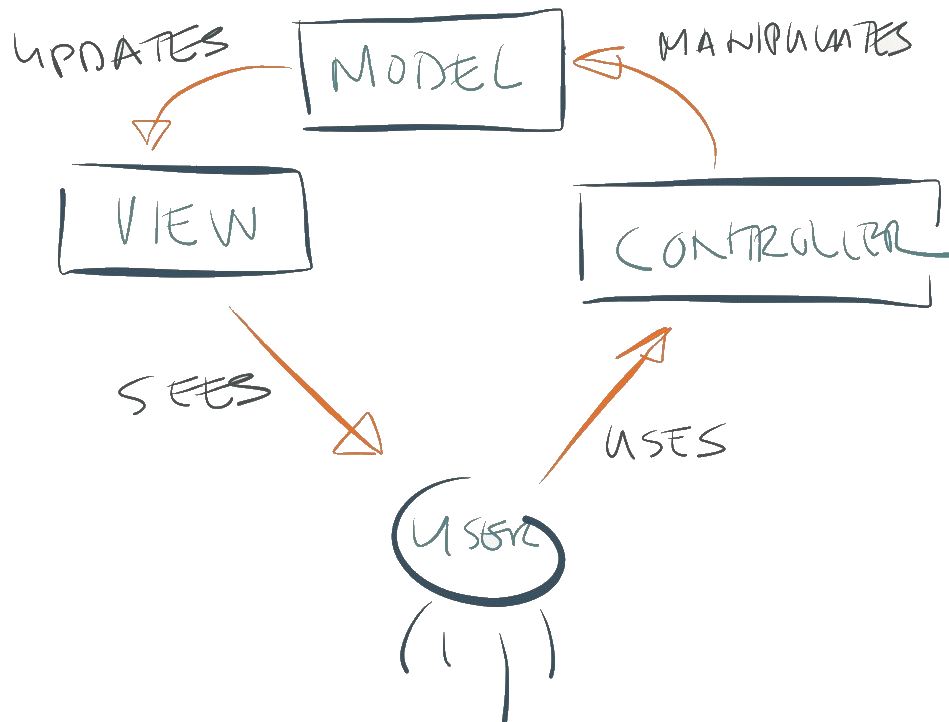 UPDATES
MODEL
MANIPULATES
VIEW
CONTROLLER
SEES
USES
USER